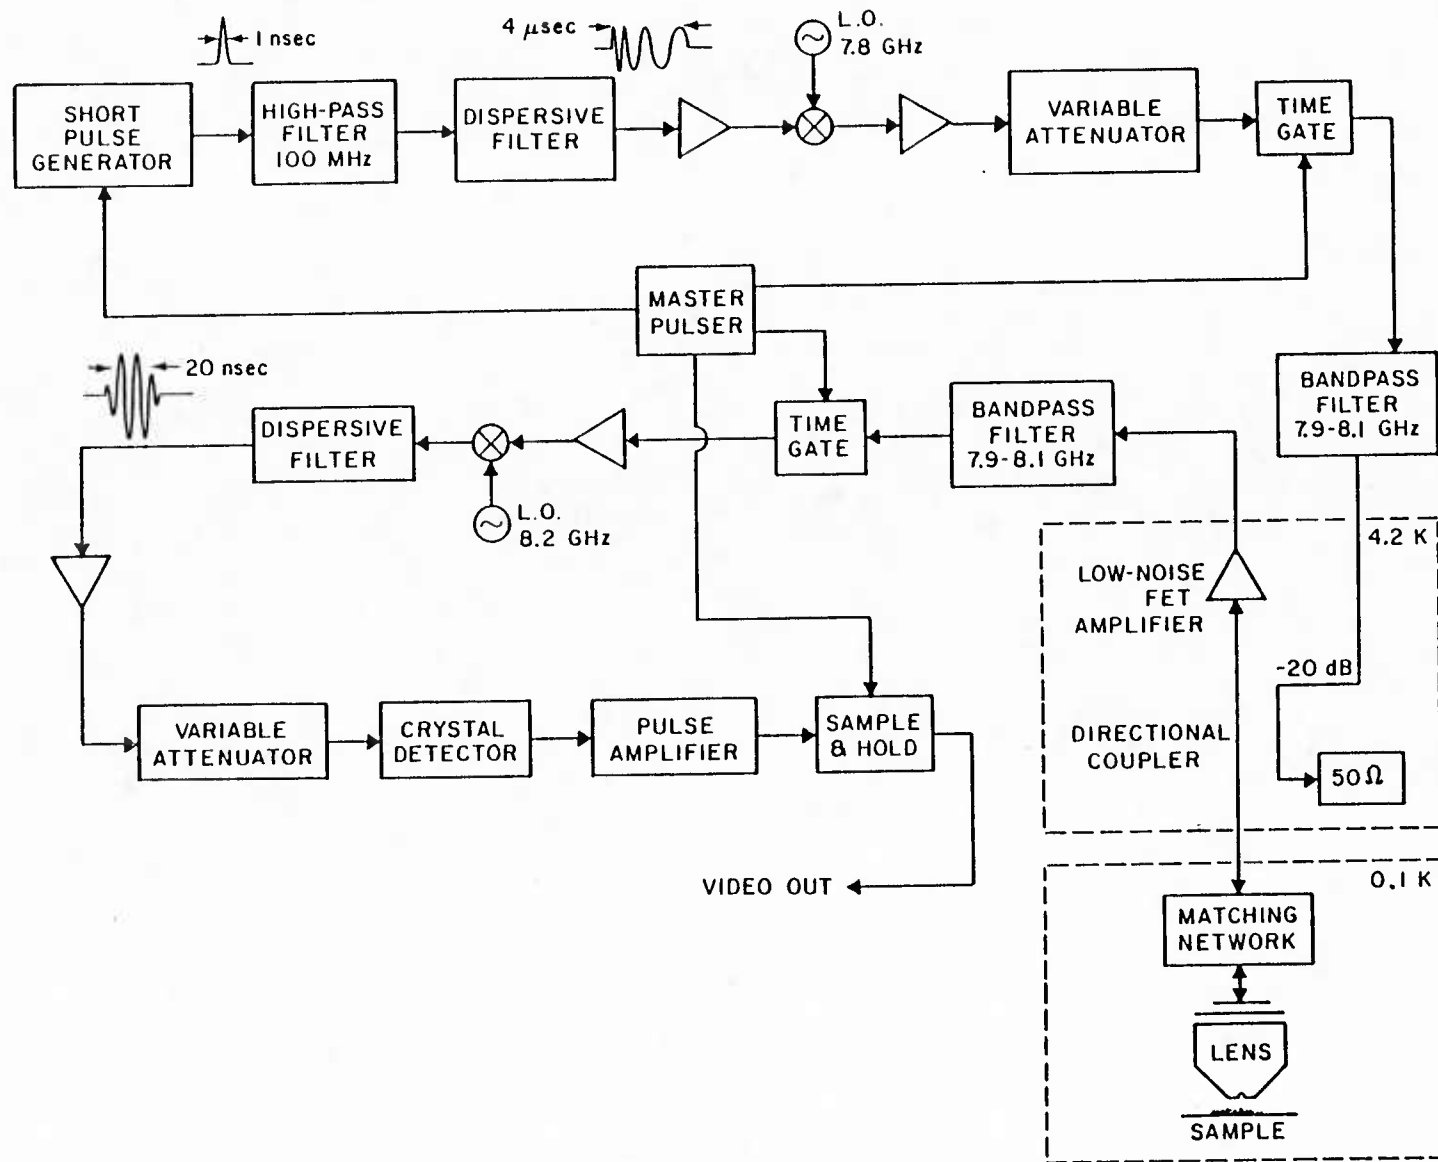 1 nsec
4 μsec
L.O.
7.8 GHz
SHORT
PULSE
GENERATOR
HIGH-PASS
FILTER
100 MHz
DISPERSIVE
FILTER
VARIABLE
ATTENUATOR
TIME
GATE
MASTER
PULSER
20 nsec
DISPERSIVE
FILTER
L.O.
8.2 GHz
TIME
GATE
BANDPASS
FILTER
7.9-8.1 GHz
BANDPASS
FILTER
7.9-8.1 GHz
4.2 K
LOW-NOISE
FET
AMPLIFIER
-20 dB
DIRECTIONAL
COUPLER
50Ω
VARIABLE
ATTENUATOR
CRYSTAL
DETECTOR
PULSE
AMPLIFIER
SAMPLE
& HOLD
VIDEO OUT
0.1 K
MATCHING
NETWORK
LENS
SAMPLE